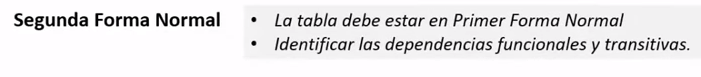 Segunda Forma Normal
• La tabla debe estar en Primer Forma Normal
• Identificar las dependencias funcionales y transitivas.